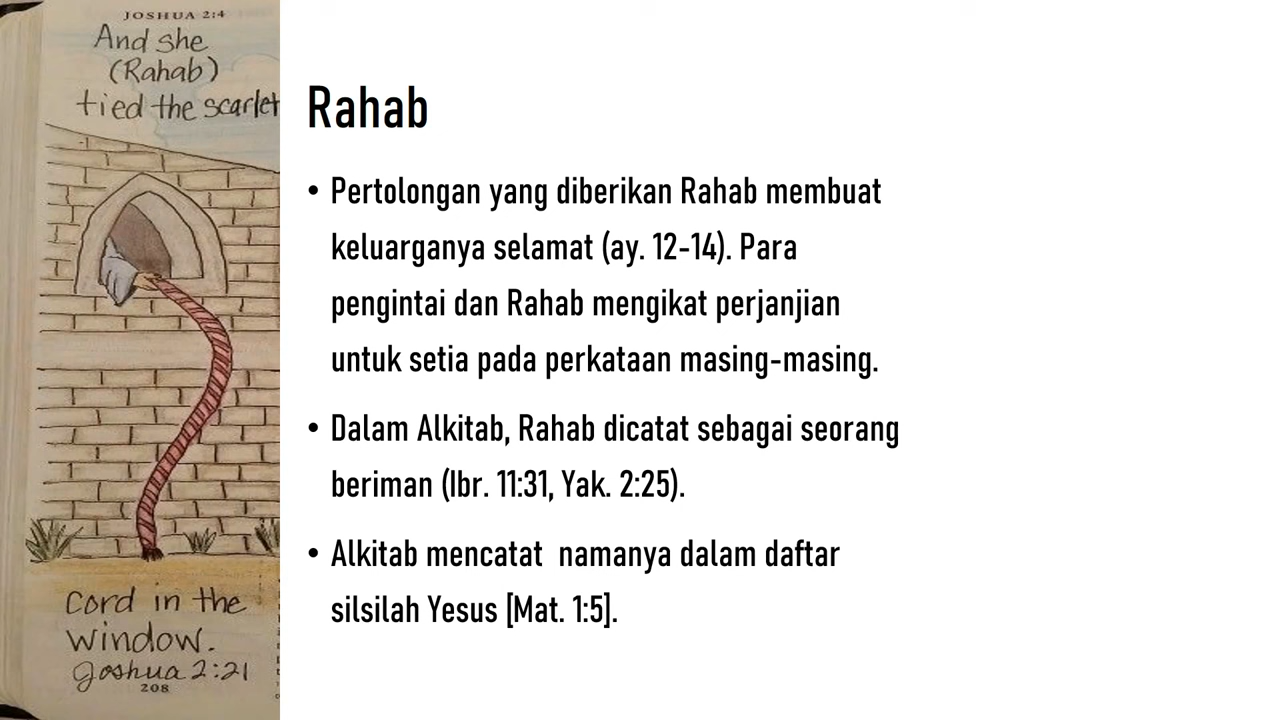 JOSHUA 2:4
And she
(Rahab)
tied the scarlet
cord in the
window.
Joshua 2:21
208
Rahab
• Pertolongan yang diberikan Rahab membuat
keluarganya selamat (ay. 12-14). Para
pengintai dan Rahab mengikat perjanjian
untuk setia pada perkataan masing-masing.
• Dalam Alkitab, Rahab dicatat sebagai seorang
beriman (Ibr. 11:31, Yak. 2:25).
• Alkitab mencatat  namanya dalam daftar
silsilah Yesus [Mat. 1:5].